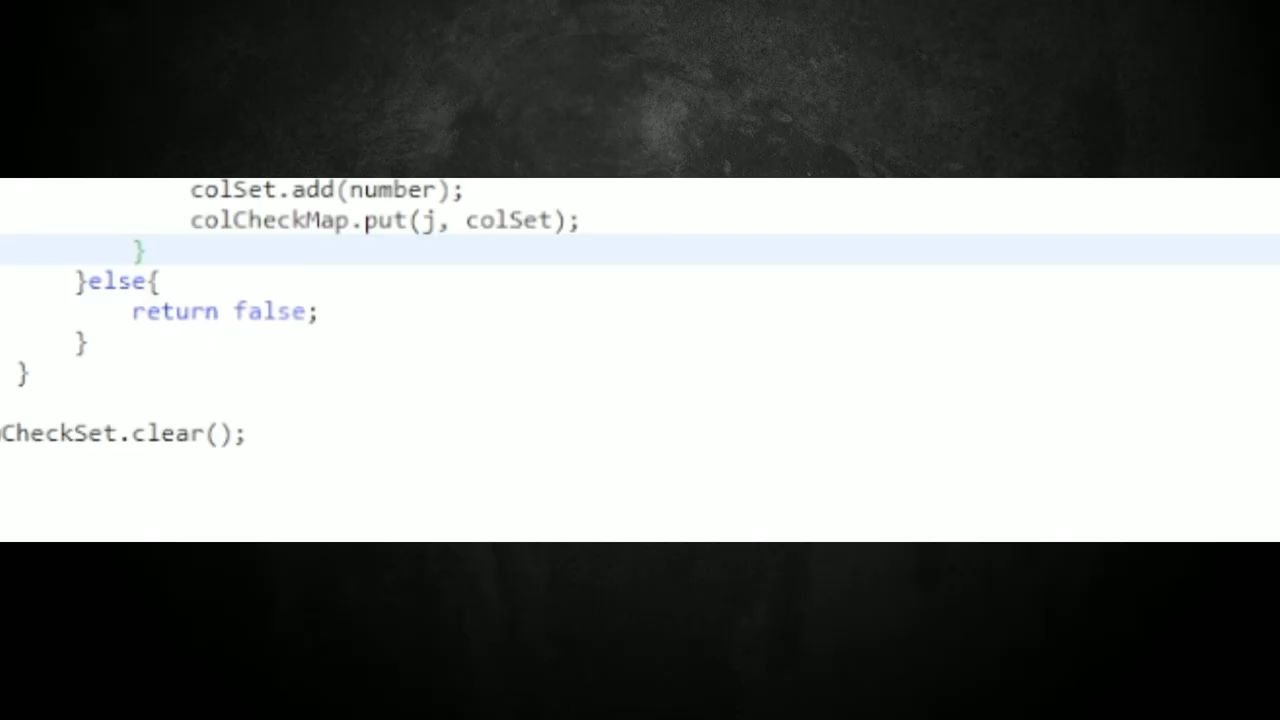 colSet.add(number);
colCheckMap.put(j, colSet);
}
}else{
return false;
}
}
CheckSet.clear();